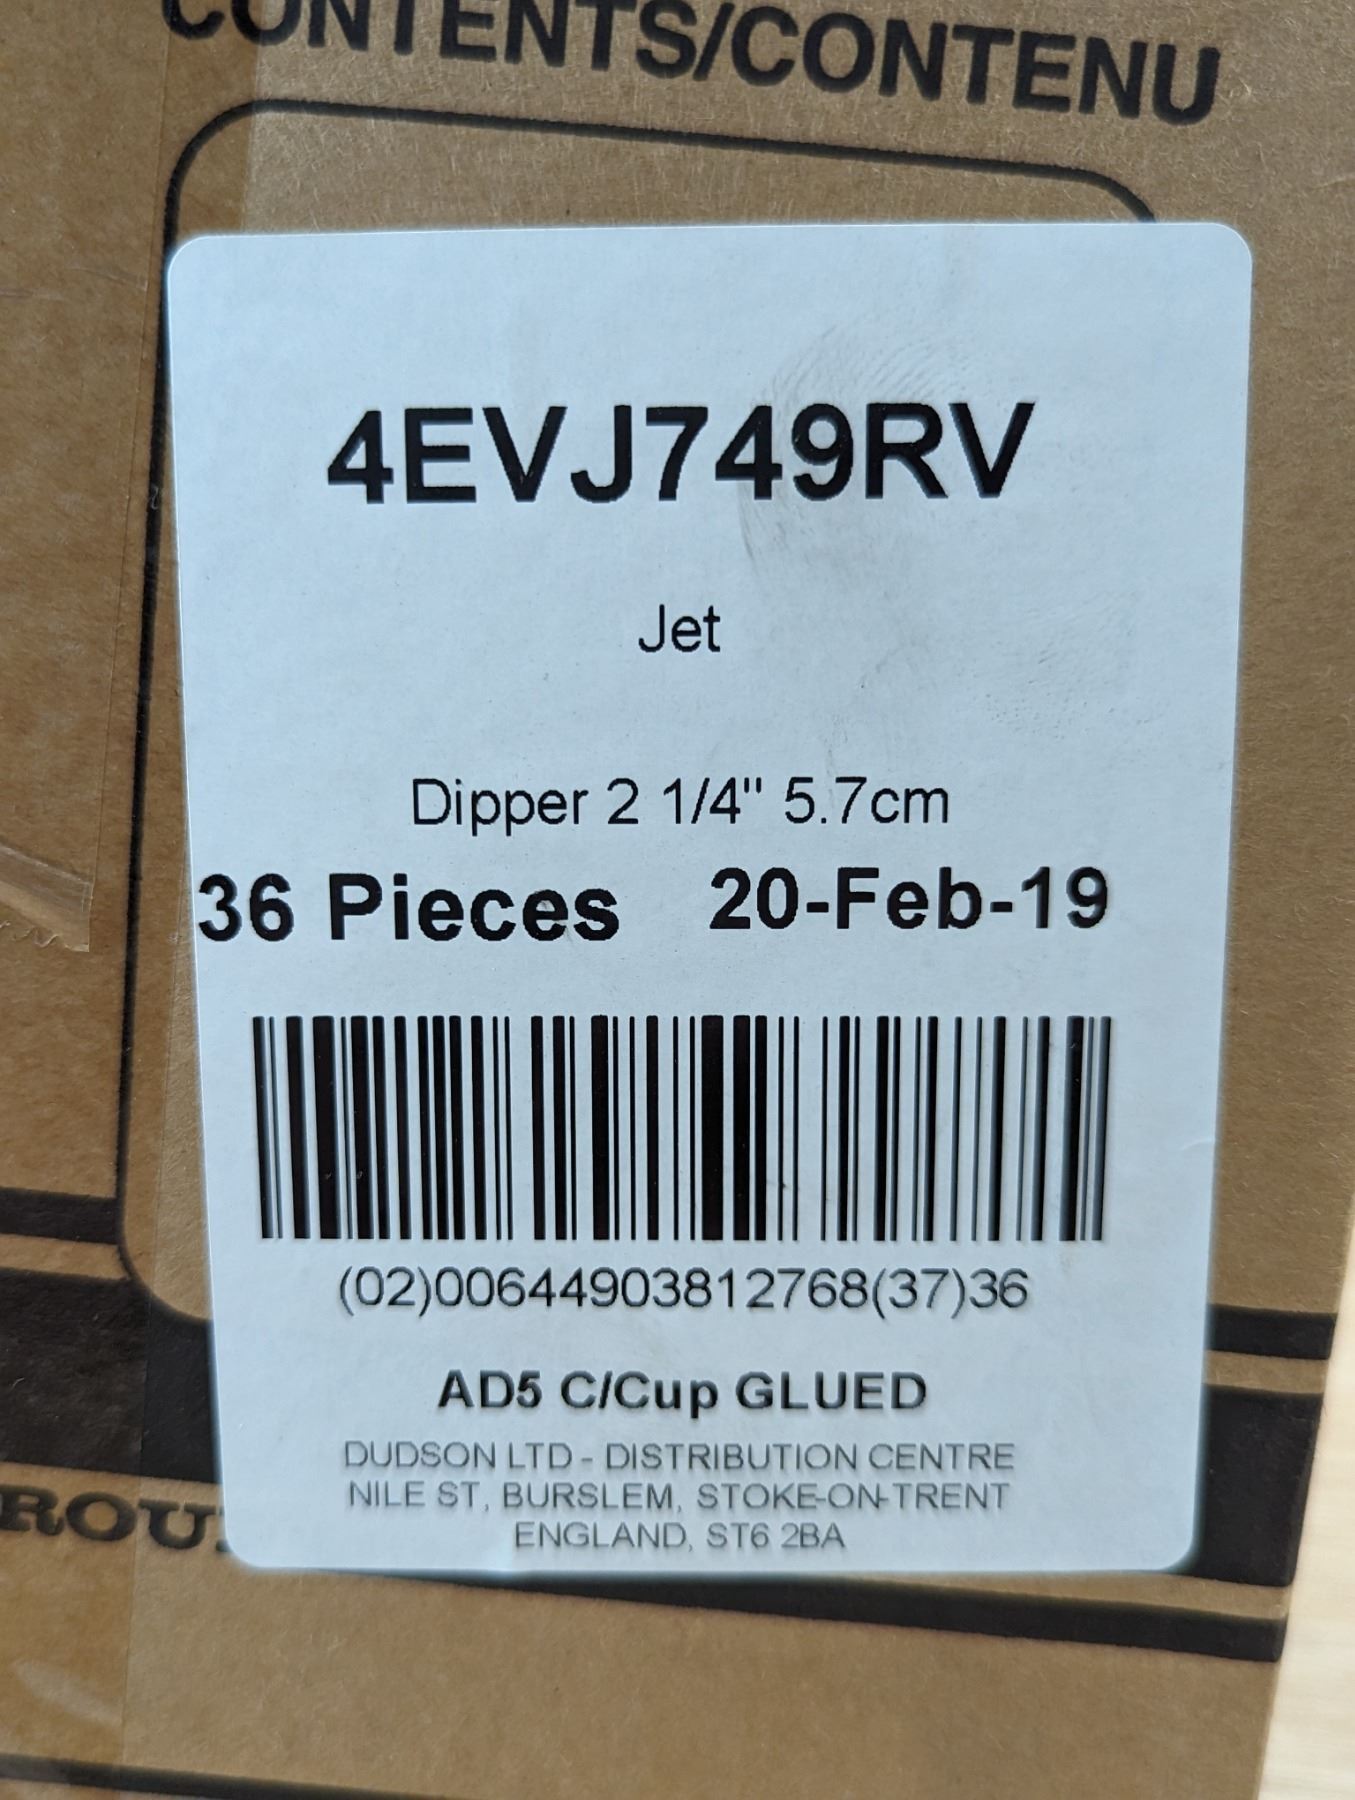 CONTENTS/CONTENU
4EVJ749RV
Jet
Dipper 2 1/4" 5.7cm
36 Pieces 20-Feb-19
(02)00644903812768(37)36
AD5 C/Cup GLUED
DUDSON LTD - DISTRIBUTION CENTRE
NILE ST, BURSLEM, STOKE-ON-TRENT
ENGLAND, ST6 2BA